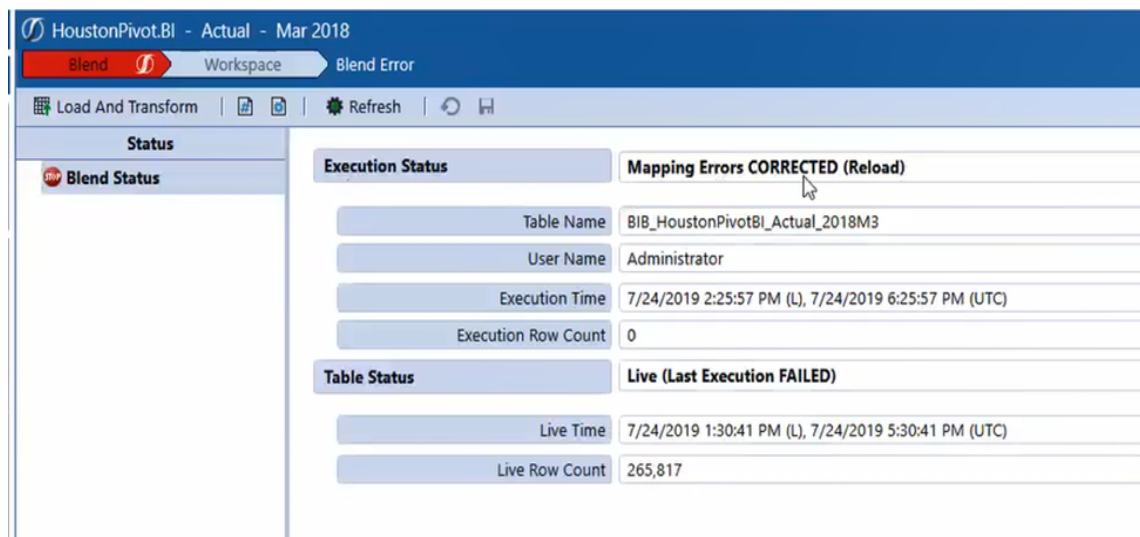 HoustonPivot.BI - Actual - Mar 2018
Blend Workspace Blend Error
Load And Transform Refresh
Status
Blend Status
Execution Status Mapping Errors CORRECTED (Reload)
Table Name BIB_HoustonPivotBI_Actual_2018M3
User Name Administrator
Execution Time 7/24/2019 2:25:57 PM (L), 7/24/2019 6:25:57 PM (UTC)
Execution Row Count 0
Table Status Live (Last Execution FAILED)
Live Time 7/24/2019 1:30:41 PM (L), 7/24/2019 5:30:41 PM (UTC)
Live Row Count 265,817